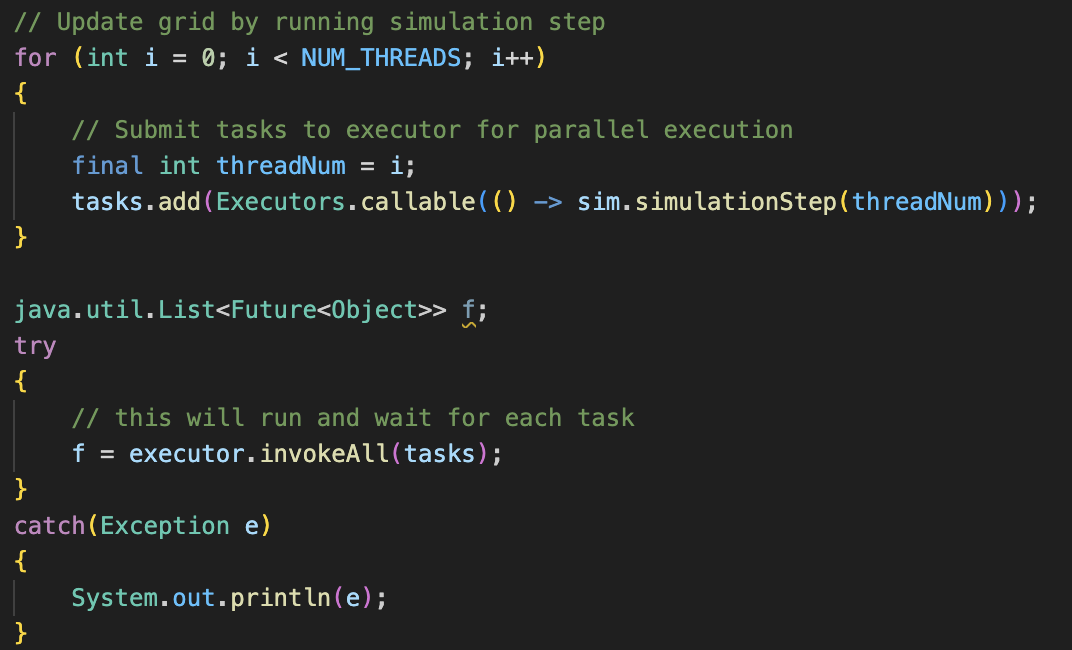 // Update grid by running simulation step
for (int i = 0; i < NUM_THREADS; i++)
{
    // Submit tasks to executor for parallel execution
    final int threadNum = i;
    tasks.add(Executors.callable(() -> sim.simulationStep(threadNum)));
}

java.util.List<Future<Object>> f;
try
{
    // this will run and wait for each task
    f = executor.invokeAll(tasks);
}
catch(Exception e)
{
    System.out.println(e);
}